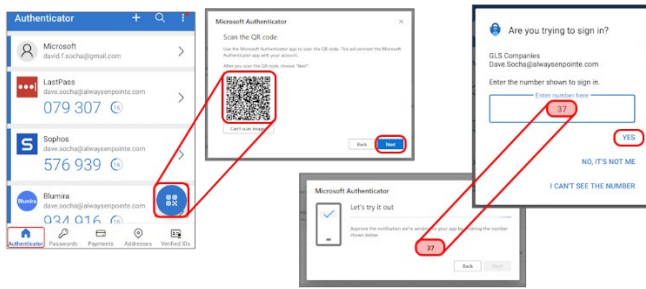 Authenticator
Microsoft
david.f.socha@gmail.com
LastPass
dave.socha@alwaysenpointe.com
079 307
16
Sophos
dave.socha@alwaysenpointe.com
576 939
16
Blumira
Blumira
dave.socha@alwaysenpointe.com
934 916
16
Authenticator Passwords Payments Addresses Verified IDs
Microsoft Authenticator
Scan the QR code
Use the Microsoft Authenticator app to scan the QR code. This will connect the Microsoft
Authenticator app with your account.
After you scan the QR code, choose "Next".
Can't scan image?
Back Next
Microsoft Authenticator
Let's try it out
Approve the notification we're sending to your app by entering the number
shown below.
37
Back Next
Are you trying to sign in?
GLS Companies
Dave.Socha@alwaysenpointe.com
Enter the number shown to sign in.
Enter number here
37
YES
NO, IT'S NOT ME
I CAN'T SEE THE NUMBER